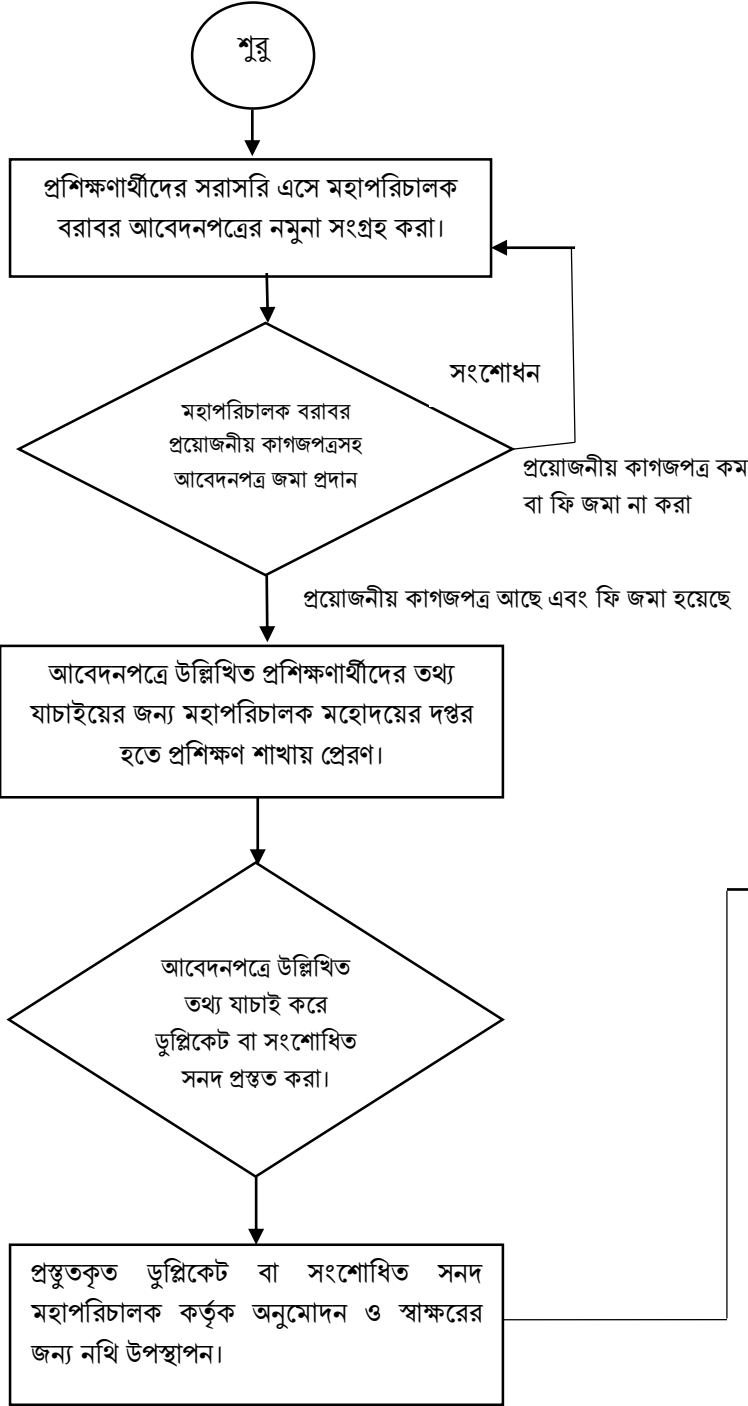 শুরু
প্রশিক্ষণার্থীদের সরাসরি এসে মহাপরিচালক
বরাবর আবেদনপত্রের নমুনা সংগ্রহ করা।
সংশোধন
মহাপরিচালক বরাবর
প্রয়োজনীয় কাগজপত্রসহ
আবেদনপত্র জমা প্রদান
প্রয়োজনীয় কাগজপত্র কম
বা ফি জমা না করা
প্রয়োজনীয় কাগজপত্র আছে এবং ফি জমা হয়েছে
আবেদনপত্রে উল্লিখিত প্রশিক্ষণার্থীদের তথ্য
যাচাইয়ের জন্য মহাপরিচালক মহোদয়ের দপ্তর
হতে প্রশিক্ষণ শাখায় প্রেরণ।
আবেদনপত্রে উল্লিখিত
তথ্য যাচাই করে
ডুপ্লিকেট বা সংশোধিত
সনদ প্রস্তত করা।
প্রস্তুতকৃত ডুপ্লিকেট বা সংশোধিত সনদ
মহাপরিচালক কর্তৃক অনুমোদন ও স্বাক্ষরের
জন্য নথি উপস্থাপন।